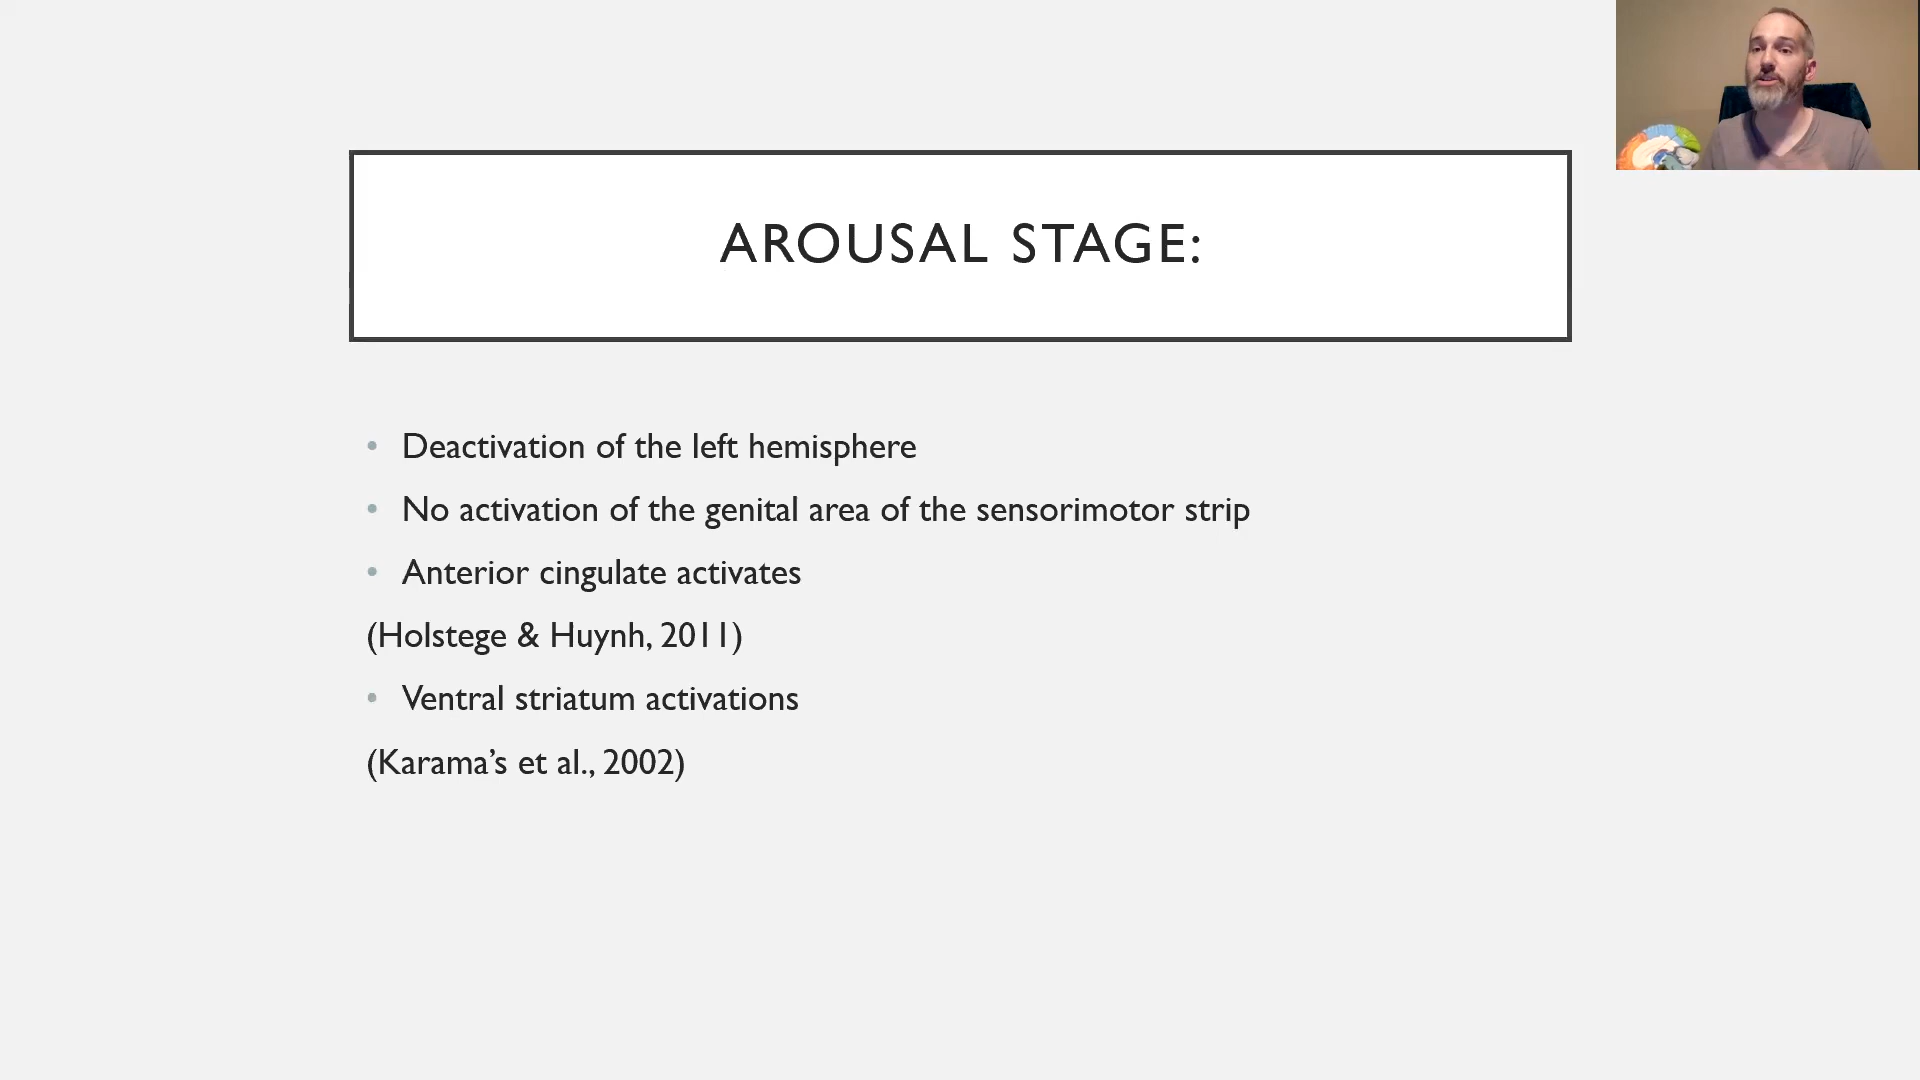 AROUSAL STAGE:
• Deactivation of the left hemisphere
• No activation of the genital area of the sensorimotor strip
• Anterior cingulate activates
(Holstege & Huynh, 2011)
• Ventral striatum activations
(Karama’s et al., 2002)